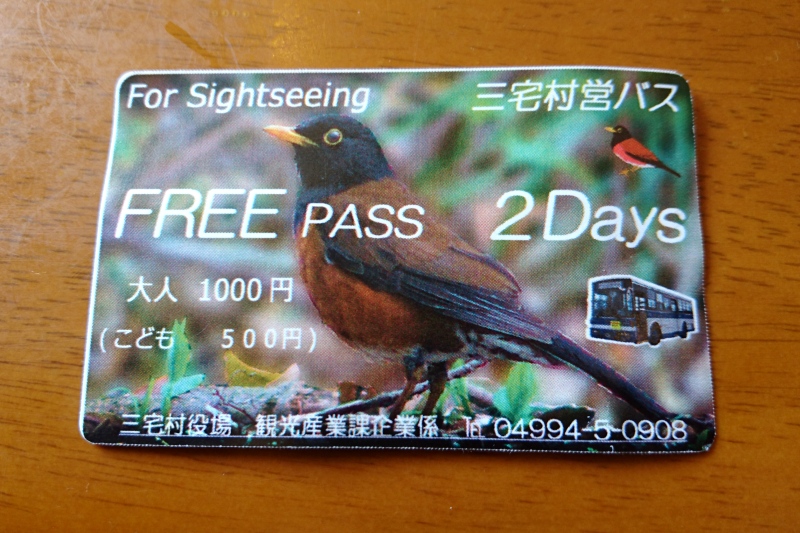 For Sightseeing 三宅村営バス
FREE PASS 2Days
大人 1000円
(こども 500円)
三宅村役場 観光産業課企業係 ℡ 04994-5-0908